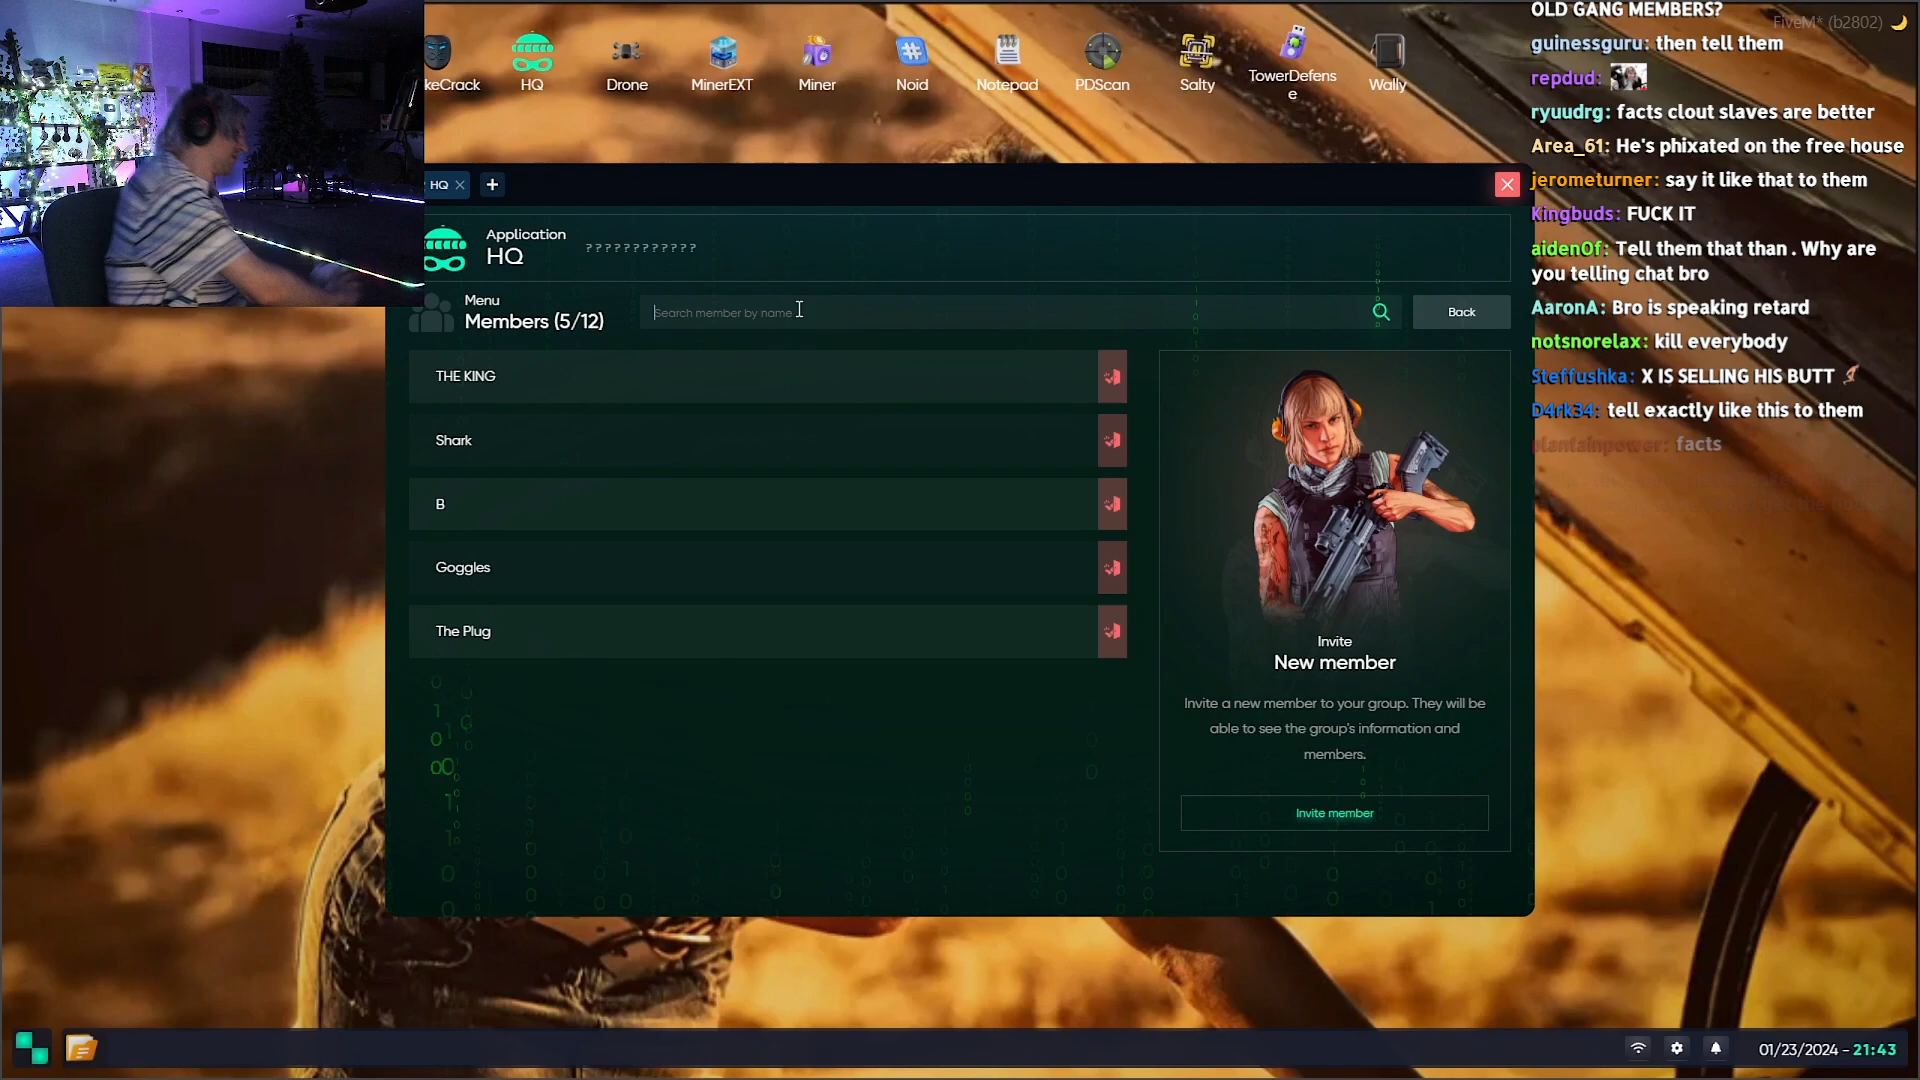 keCrack
HQ
Drone
MinerEXT
Miner
Noid
Notepad
PDScan
Salty
TowerDefens
e
Wally
FiveM* (b2802)
HQ
Application
HQ
????????????
Menu
Members (5/12)
Search member by name
Back
THE KING
Shark
B
Goggles
The Plug
Invite
New member
Invite a new member to your group. They will be
able to see the group's information and
members.
Invite member
OLD GANG MEMBERS?
guinessguru: then tell them
repdud:
ryuudrg: facts clout slaves are better
Area_61: He's phixated on the free house
jerometurner: say it like that to them
Kingbuds: FUCK IT
aidenOf: Tell them that than . Why are
you telling chat bro
AaronA: Bro is speaking retard
notsnorelax: kill everybody
Steffushka: X IS SELLING HIS BUTT
D4rk34: tell exactly like this to them
plantainpower: facts
01/23/2024 - 21:43